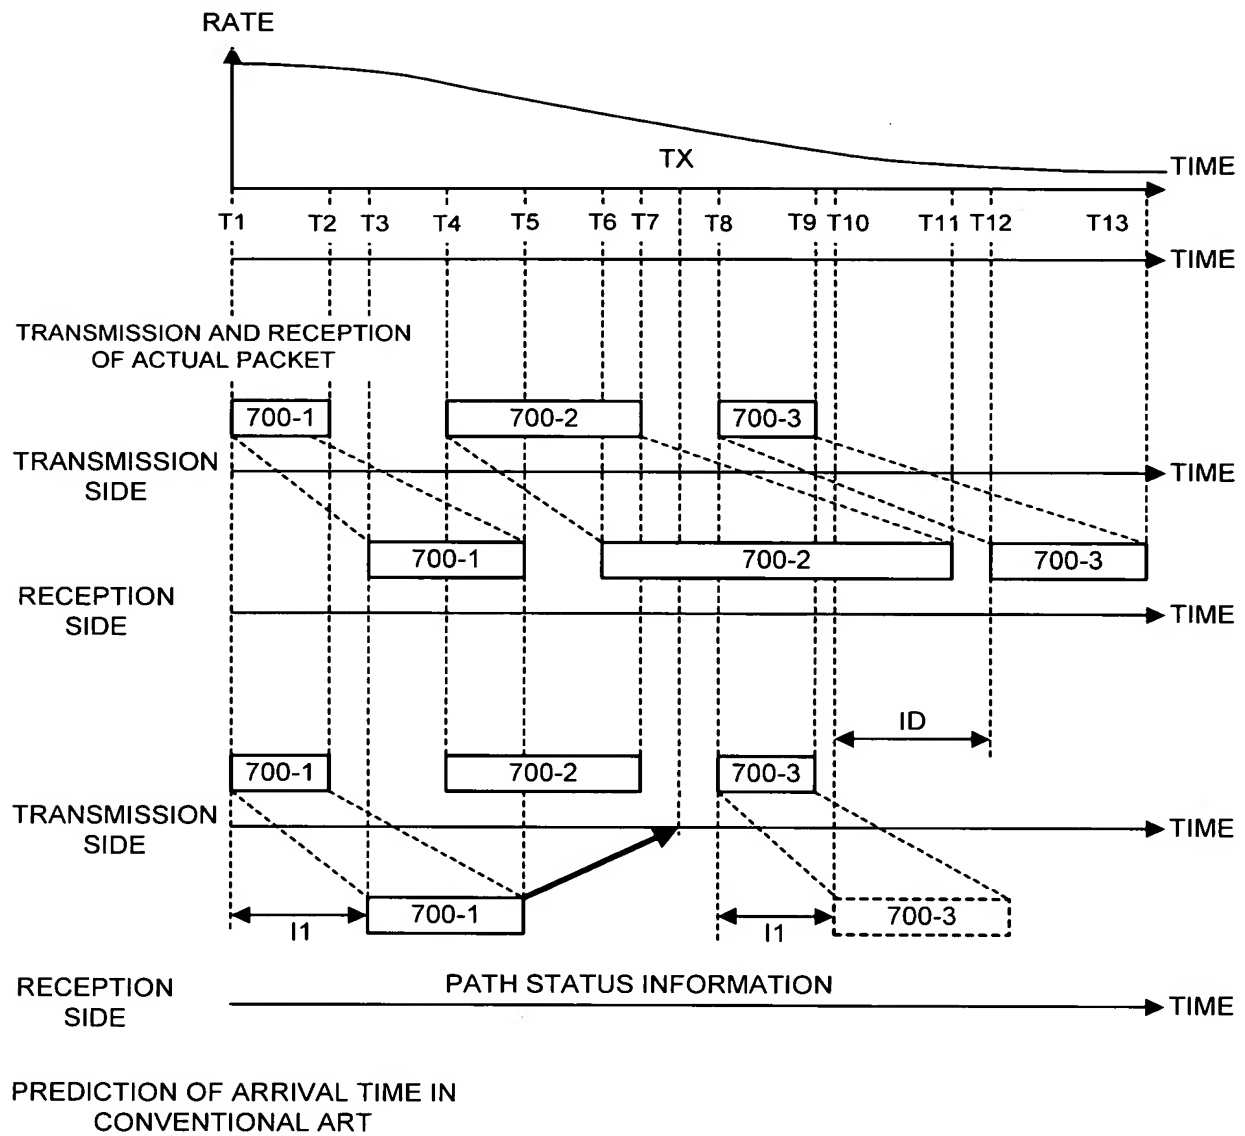 RATE
TX
TIME
T1 T2 T3 T4 T5 T6 T7 T8 T9 T10 T11 T12 T13
TIME
TRANSMISSION AND RECEPTION
OF ACTUAL PACKET
700-1 700-2 700-3
TRANSMISSION
SIDE
TIME
700-1 700-2 700-3
RECEPTION
SIDE
TIME
ID
700-1 700-2 700-3
TRANSMISSION
SIDE
TIME
I1 700-1 I1 700-3
PATH STATUS INFORMATION
RECEPTION
SIDE
TIME
PREDICTION OF ARRIVAL TIME IN
CONVENTIONAL ART